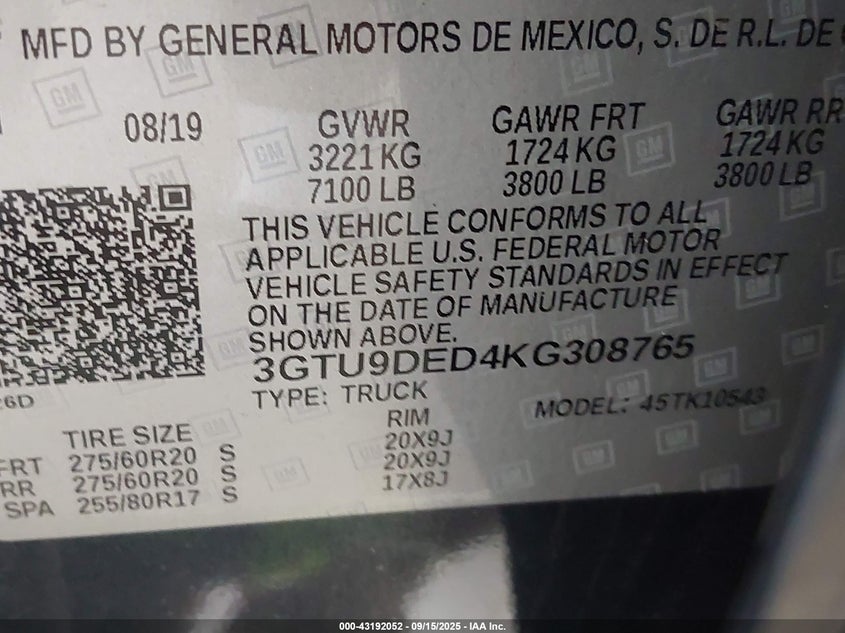 MFD BY GENERAL MOTORS DE MEXICO, S. DE R.L. DE
08/19 GVWR GAWR FRT GAWR RR
3221 KG 1724 KG 1724 KG
7100 LB 3800 LB 3800 LB
THIS VEHICLE CONFORMS TO ALL
APPLICABLE U.S. FEDERAL MOTOR
VEHICLE SAFETY STANDARDS IN EFFECT
ON THE DATE OF MANUFACTURE
SHOWN ABOVE.
3GTU9DED4KG308765
TYPE: TRUCK MODEL: 45TK10543
6D
TIRE SIZE RIM
FRT 275/60R20 S 20X9J
RR 275/60R20 S 20X9J
SPA 255/80R17 S 17X8J
GM
000-43192052 - 09/15/2025 - IAA Inc.